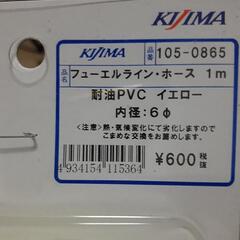 KIJIMA
KIJIMA 品番 105-0865
品名 フューエルライン・ホース 1m
耐油PVC イエロー
内径:6φ
<注意>熱・気候変化にて劣化しますので
こまめな交換をお薦めします。
4934154115364
¥600 税抜